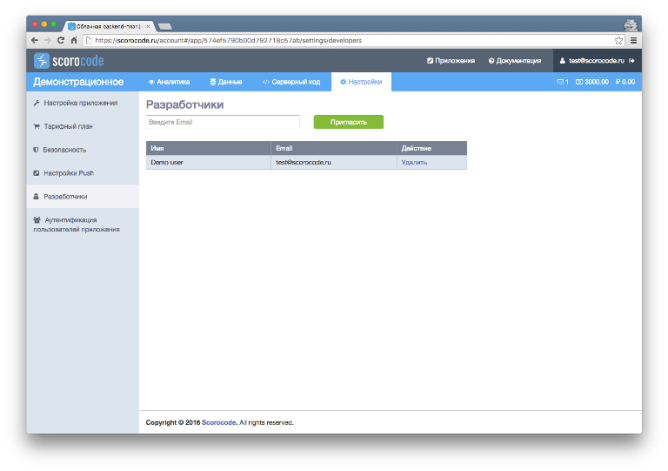 Облачная backend-плат
https://scorocode.ru/account#/app/574ef5790b00d792718c57ab/settings/developers
scorocode
Приложения
Документация
test@scorocode.ru
Демонстрационное
Аналитика
Данные
Серверный код
Настройки
1
3000.00
₽ 0.00
Настройка приложения
Тарифный план
Безопасность
Настройки Push
Разработчики
Аутентификация
пользователей приложения
Разработчики
Введите Email
Пригласить
Имя Email Действие
Demo user test@scorocode.ru Удалить
Copyright © 2016 Scorocode. All rights reserved.